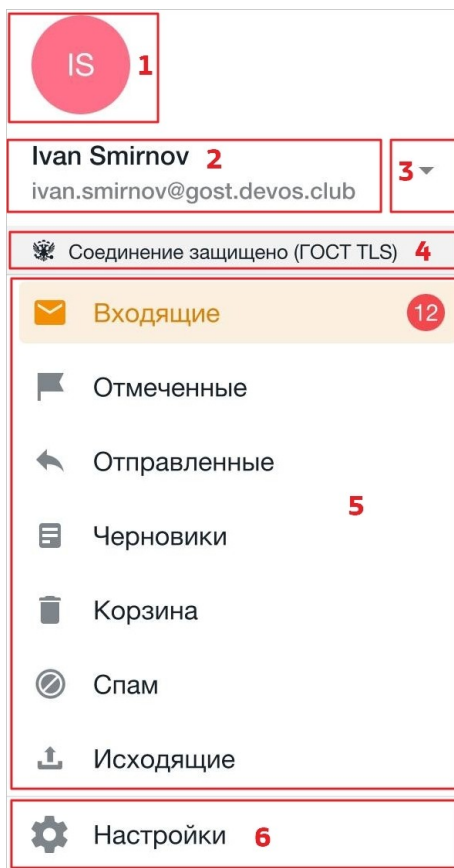 IS 1
Ivan Smirnov 2
ivan.smirnov@gost.devos.club
3
Соединение защищено (ГОСТ TLS) 4
Входящие 12
Отмеченные
Отправленные
5
Черновики
Корзина
Спам
Исходящие
Настройки 6